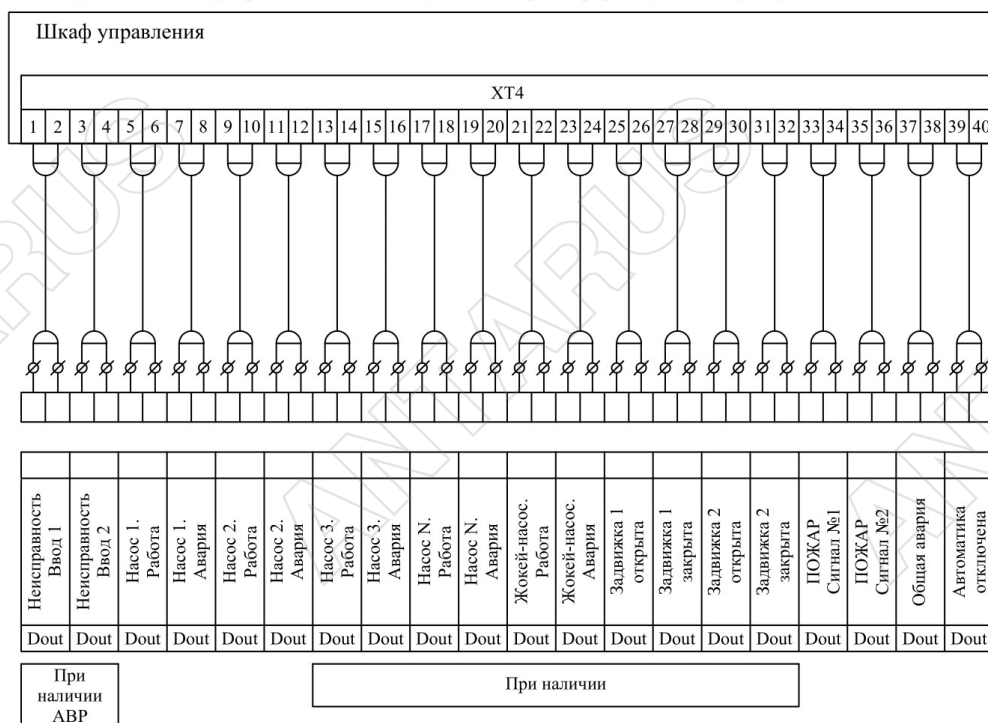 Шкаф управления
XT4
1 2 3 4 5 6 7 8 9 10 11 12 13 14 15 16 17 18 19 20 21 22 23 24 25 26 27 28 29 30 31 32 33 34 35 36 37 38 39 40
Неисправность
Ввод 1
Неисправность
Ввод 2
Насос 1.
Работа
Насос 1.
Авария
Насос 2.
Работа
Насос 2.
Авария
Насос 3.
Работа
Насос 3.
Авария
Насос N.
Работа
Насос N.
Авария
Жокей-насос.
Работа
Жокей-насос.
Авария
Задвижка 1
открыта
Задвижка 1
закрыта
Задвижка 2
открыта
Задвижка 2
закрыта
ПОЖАР
Сигнал №1
ПОЖАР
Сигнал №2
Общая авария
Автоматика
отключена
Dout Dout Dout Dout Dout Dout Dout Dout Dout Dout Dout Dout Dout Dout Dout Dout Dout Dout Dout Dout
При
наличии
АВР
При наличии
ANTARUS